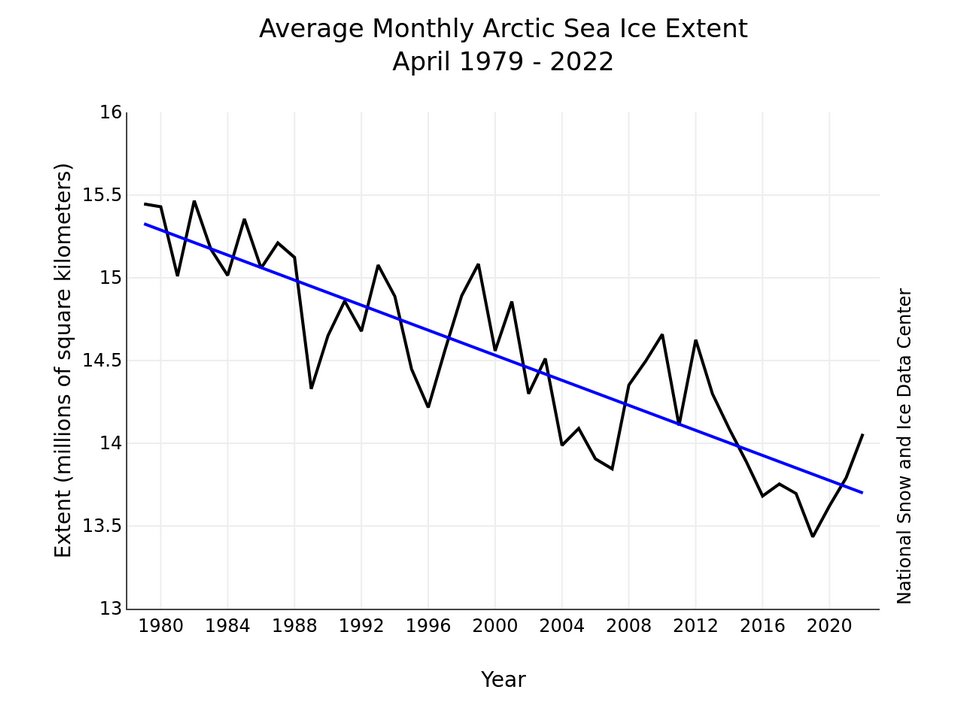 Average Monthly Arctic Sea Ice Extent
April 1979 - 2022
Extent (millions of square kilometers)
16
15.5
15
14.5
14
13.5
13
1980 1984 1988 1992 1996 2000 2004 2008 2012 2016 2020
Year
National Snow and Ice Data Center